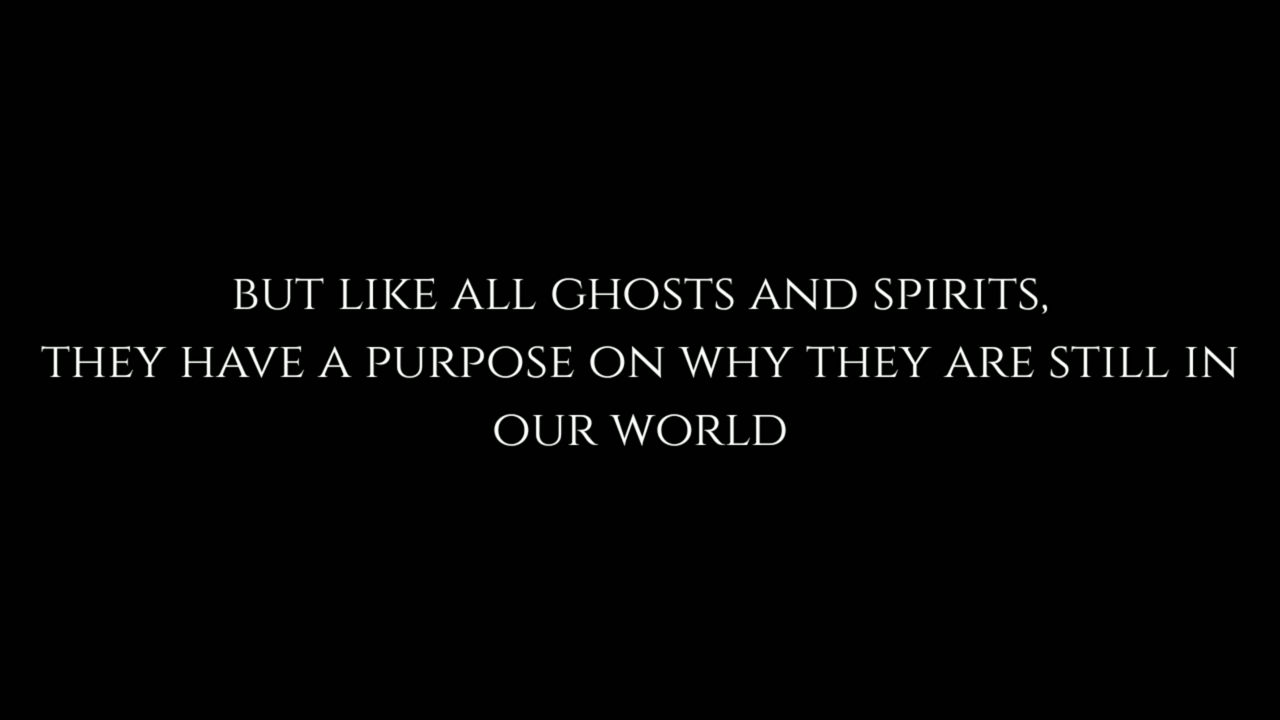 BUT LIKE ALL GHOSTS AND SPIRITS,
THEY HAVE A PURPOSE ON WHY THEY ARE STILL IN
OUR WORLD